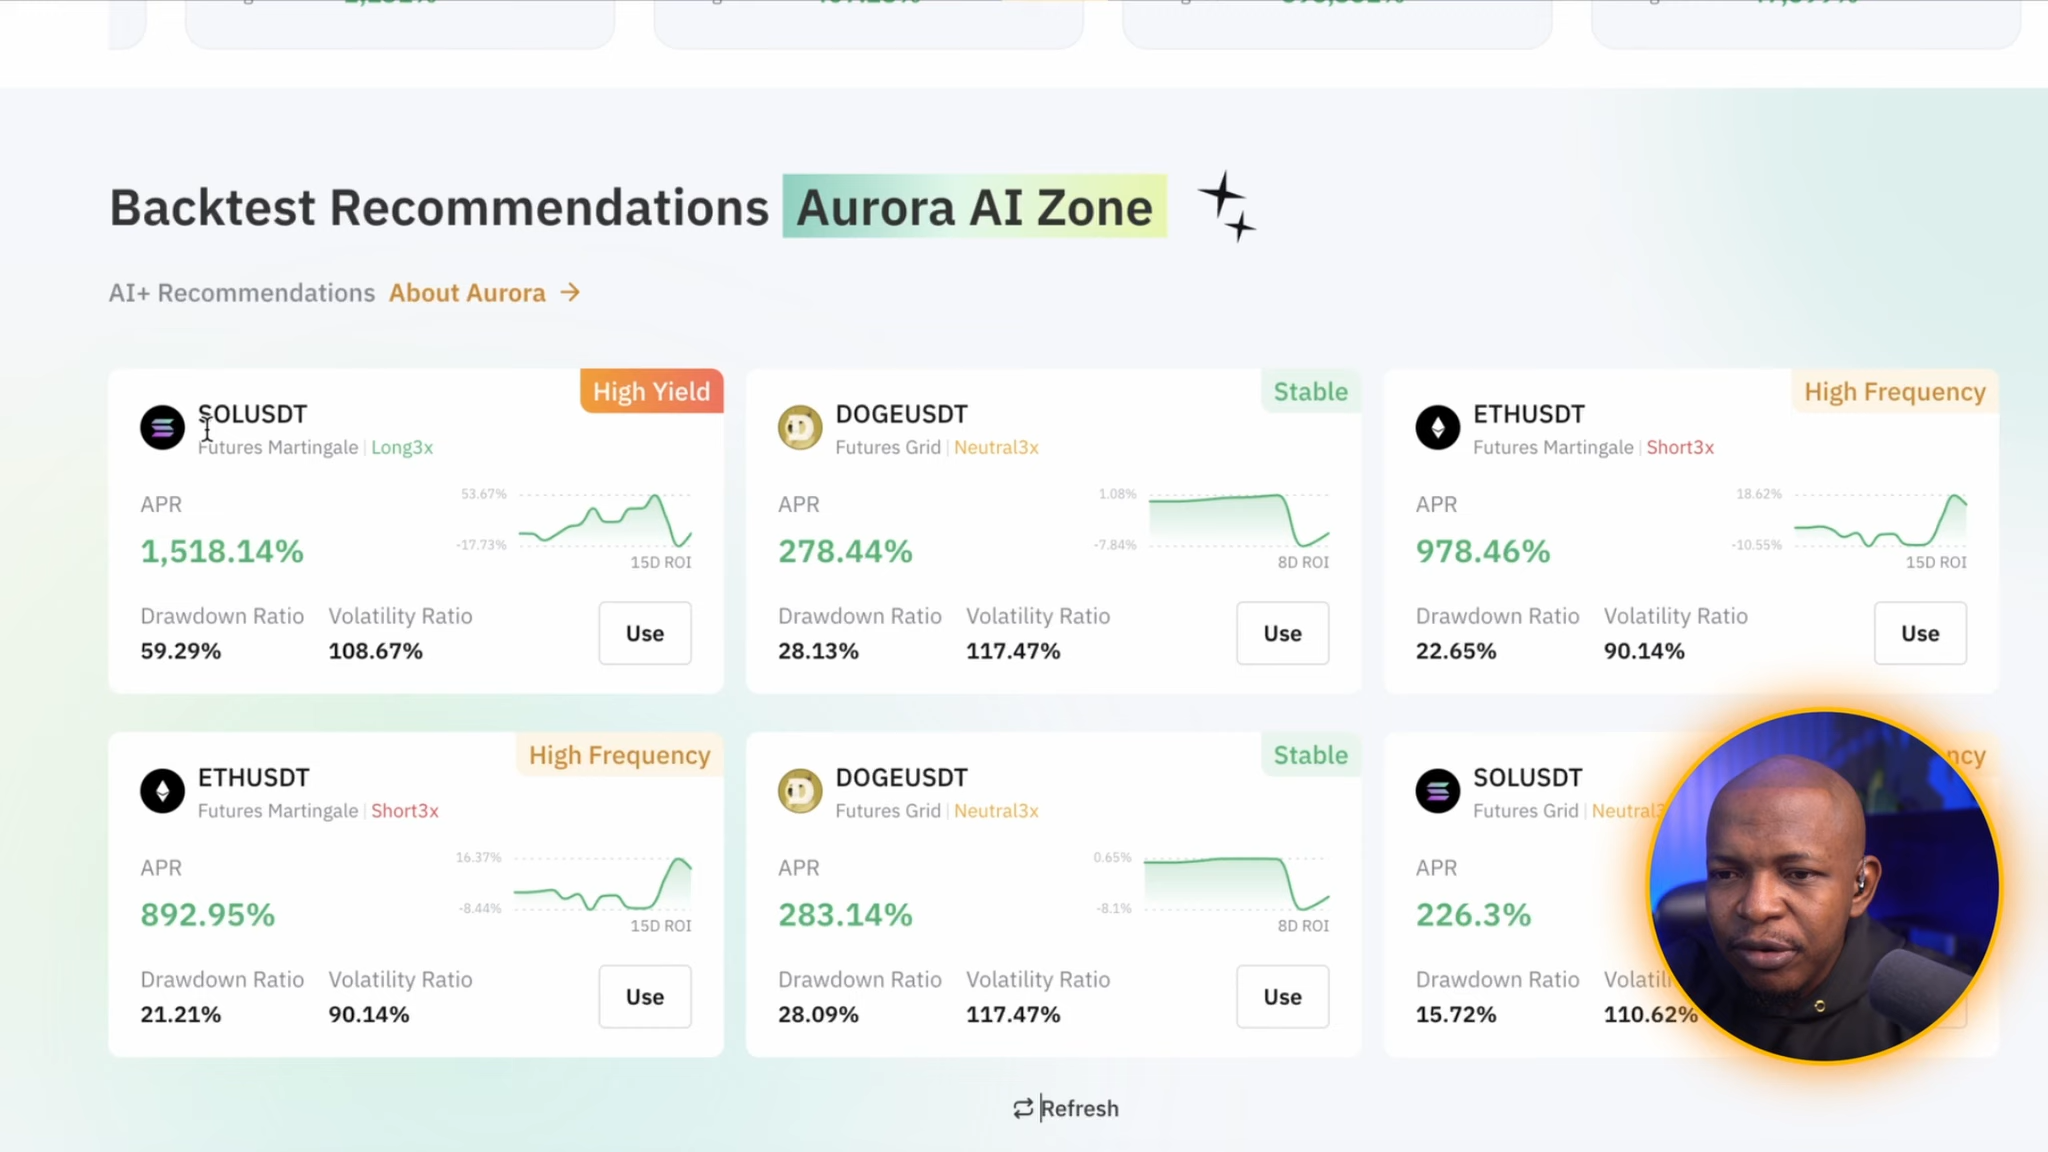 Backtest Recommendations Aurora AI Zone
AI+ Recommendations About Aurora →
High Yield
SOLUSDT
Futures Martingale | Long3x
APR
1,518.14%
53.67%
-17.73%
15D ROI
Drawdown Ratio Volatility Ratio
59.29% 108.67%
Use
Stable
DOGEUSDT
Futures Grid | Neutral3x
APR
278.44%
1.08%
-7.84%
8D ROI
Drawdown Ratio Volatility Ratio
28.13% 117.47%
Use
High Frequency
ETHUSDT
Futures Martingale | Short3x
APR
978.46%
18.62%
-10.55%
15D ROI
Drawdown Ratio Volatility Ratio
22.65% 90.14%
Use
High Frequency
ETHUSDT
Futures Martingale | Short3x
APR
892.95%
16.37%
-8.44%
15D ROI
Drawdown Ratio Volatility Ratio
21.21% 90.14%
Use
Stable
DOGEUSDT
Futures Grid | Neutral3x
APR
283.14%
0.65%
-8.1%
8D ROI
Drawdown Ratio Volatility Ratio
28.09% 117.47%
Use
SOLUSDT
Futures Grid |
APR
226.3%
Drawdown Ratio
15.72% 110.62%
Refresh